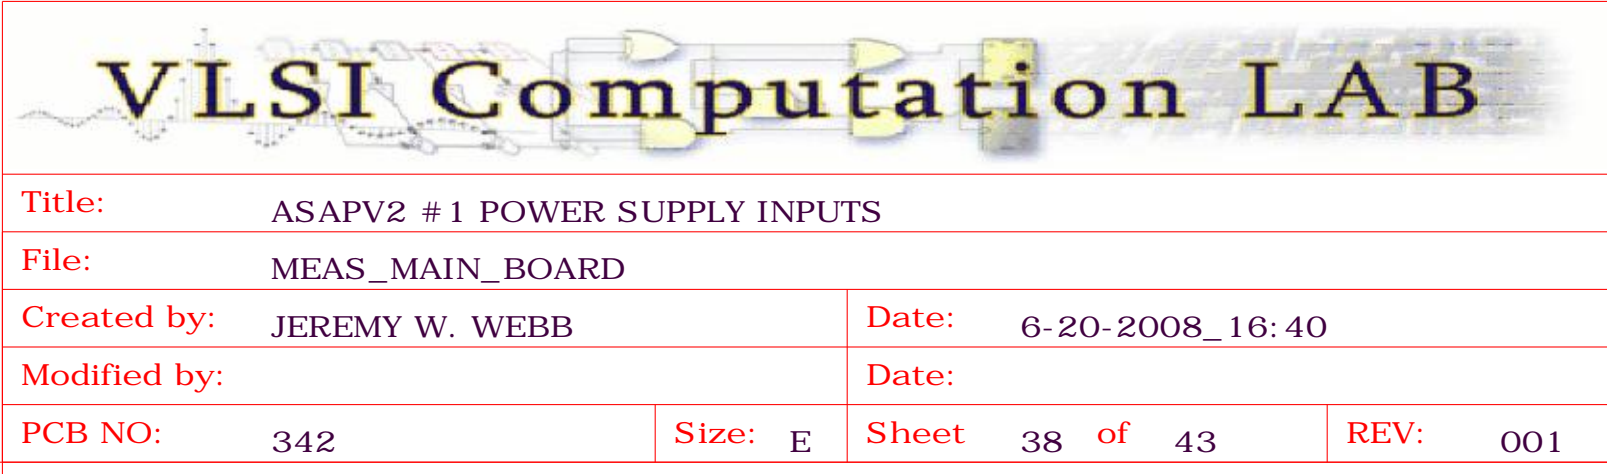 VLSI Computation LAB
Title: ASAPV2 #1 POWER SUPPLY INPUTS
File: MEAS_MAIN_BOARD
Created by: JEREMY W. WEBB Date: 6-20-2008_16:40
Modified by: Date:
PCB NO: 342 Size: E Sheet 38 of 43 REV: 001